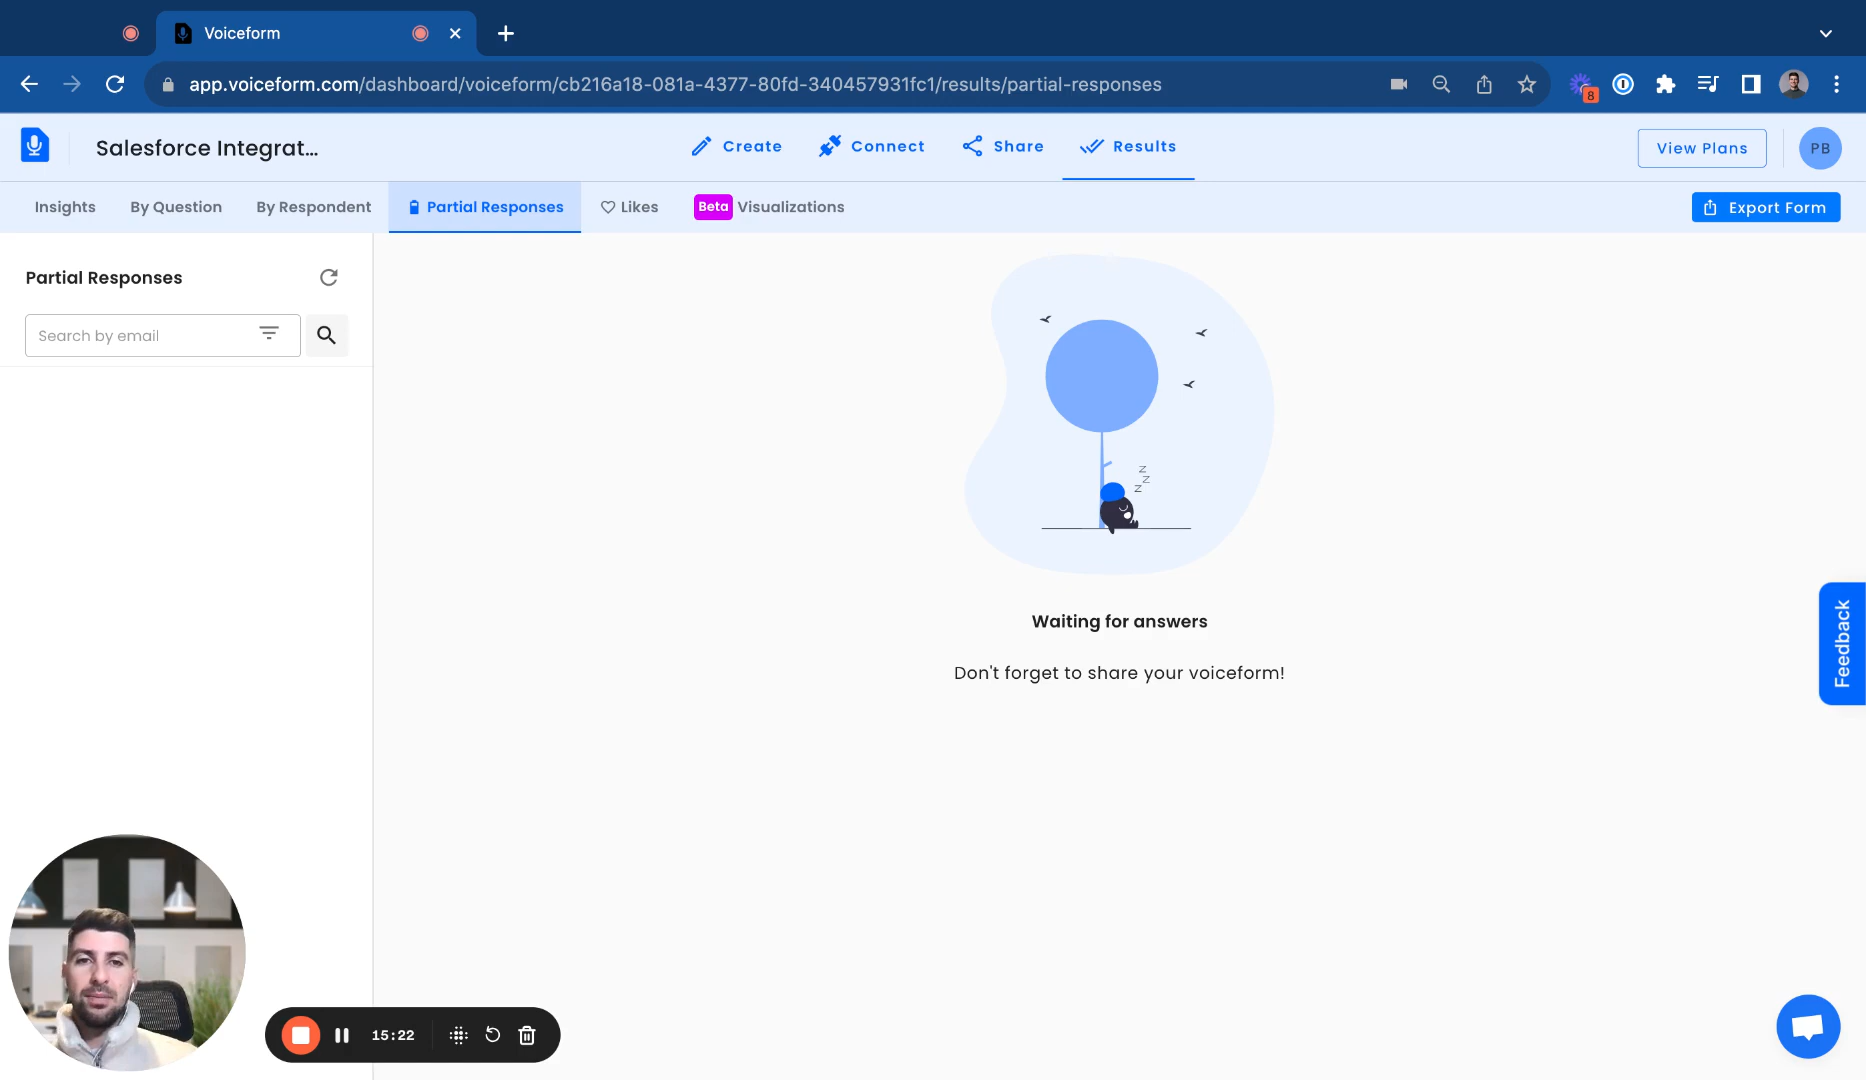 Voiceform
app.voiceform.com/dashboard/voiceform/cb216a18-081a-4377-80fd-340457931fc1/results/partial-responses
8
Salesforce Integrat...
Create
Connect
Share
Results
View Plans
PB
Insights
By Question
By Respondent
Partial Responses
Likes
Beta
Visualizations
Export Form
Partial Responses
Search by email
z
z
z
Waiting for answers
Don't forget to share your voiceform!
Feedback
15:22